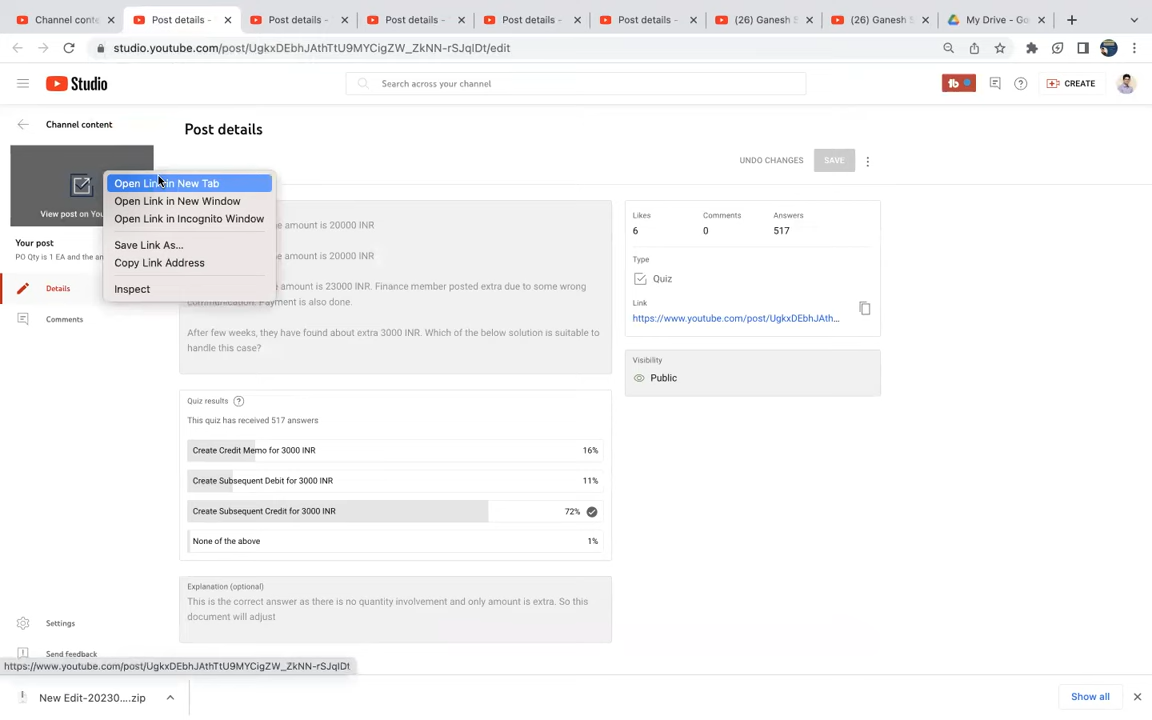 Channel conte
Post details -
Post details -
Post details -
Post details -
Post details -
(26) Ganesh S
(26) Ganesh S
My Drive - Go
studio.youtube.com/post/UgkxDEbhJAthTtU9MYCigZW_ZkNN-rSJqlDt/edit
Studio
Search across your channel
CREATE
Channel content
Post details
UNDO CHANGES
SAVE
View post on You
Open Link in New Tab
Open Link in New Window
Open Link in Incognito Window
Save Link As...
Copy Link Address
Inspect
Your post
PO Qty is 1 EA and the am
Details
Comments
e amount is 20000 INR
e amount is 20000 INR
amount is 23000 INR. Finance member posted extra due to some wrong
communication. Payment is also done.
After few weeks, they have found about extra 3000 INR. Which of the below solution is suitable to
handle this case?
Likes
Comments
Answers
6
0
517
Type
Quiz
Link
https://www.youtube.com/post/UgkxDEbhJAth...
Visibility
Public
Quiz results
This quiz has received 517 answers
Create Credit Memo for 3000 INR 16%
Create Subsequent Debit for 3000 INR 11%
Create Subsequent Credit for 3000 INR 72%
None of the above 1%
Explanation (optional)
This is the correct answer as there is no quantity involvement and only amount is extra. So this
document will adjust
Settings
Send feedback
https://www.youtube.com/post/UgkxDEbhJAthTtU9MYCigZW_ZkNN-rSJqlDt
New Edit-20230....zip
Show all